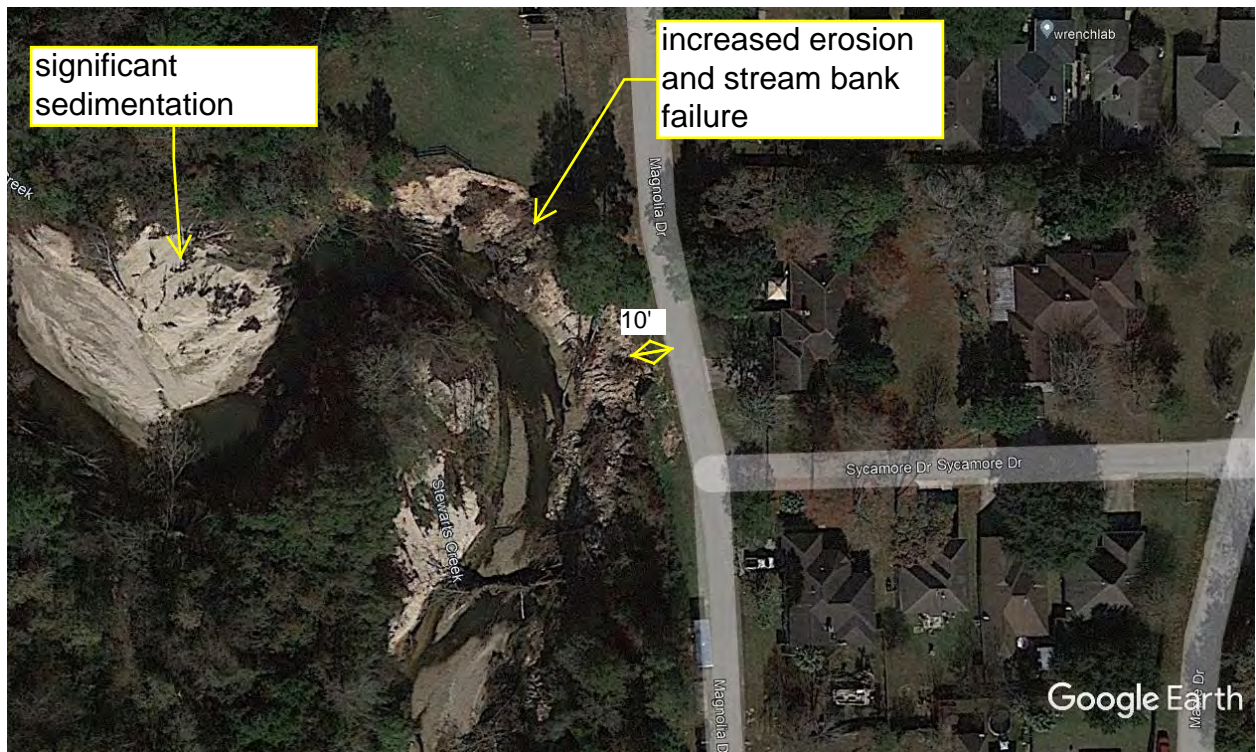 significant
sedimentation
increased erosion
and stream bank
failure
wrenchlab
Creek
Magnolia Dr
10'
Sycamore Dr Sycamore Dr
Stewarts Creek
Magnolia Dr
Google Earth